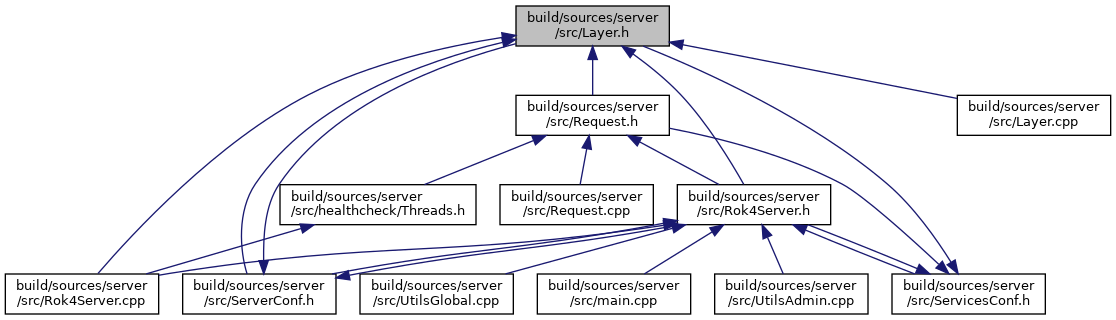 build/sources/server
/src/Layer.h
build/sources/server
/src/Request.h
build/sources/server
/src/Layer.cpp
build/sources/server
/src/healthcheck/Threads.h
build/sources/server
/src/Request.cpp
build/sources/server
/src/Rok4Server.h
build/sources/server
/src/Rok4Server.cpp
build/sources/server
/src/ServerConf.h
build/sources/server
/src/UtilsGlobal.cpp
build/sources/server
/src/main.cpp
build/sources/server
/src/UtilsAdmin.cpp
build/sources/server
/src/ServicesConf.h